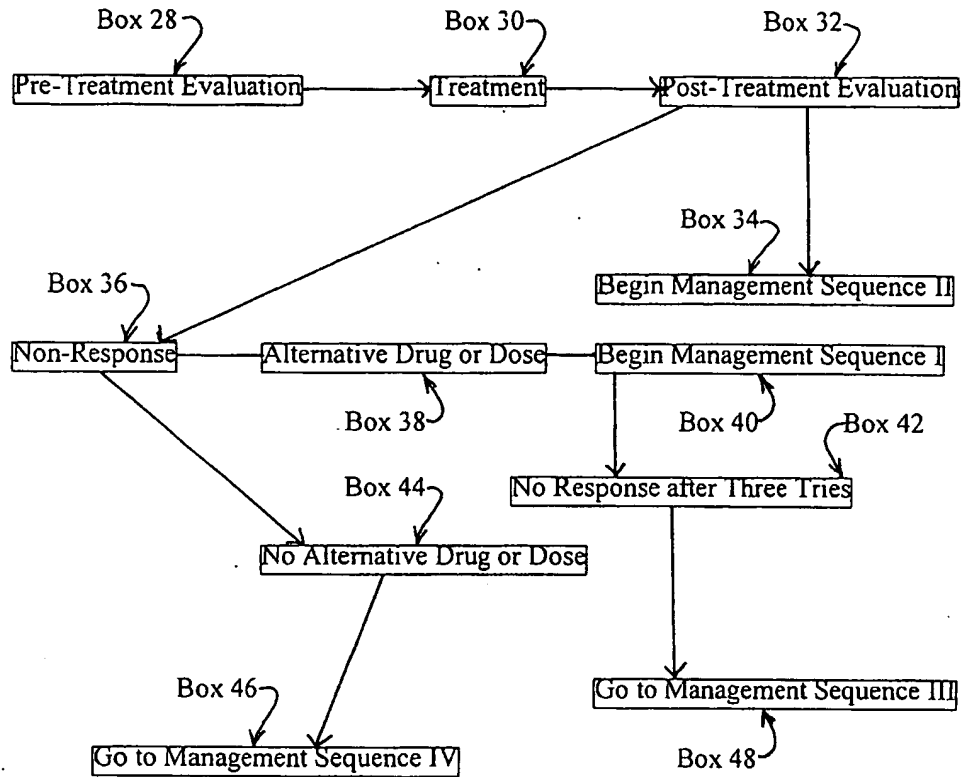 Box 28
Box 30
Box 32
Pre-Treatment Evaluation
Treatment
Post-Treatment Evaluation
Box 34
Begin Management Sequence II
Box 36
Non-Response
Alternative Drug or Dose
Begin Management Sequence I
Box 38
Box 40
Box 42
No Response after Three Tries
Box 44
No Alternative Drug or Dose
Box 46
Go to Management Sequence III
Go to Management Sequence IV
Box 48